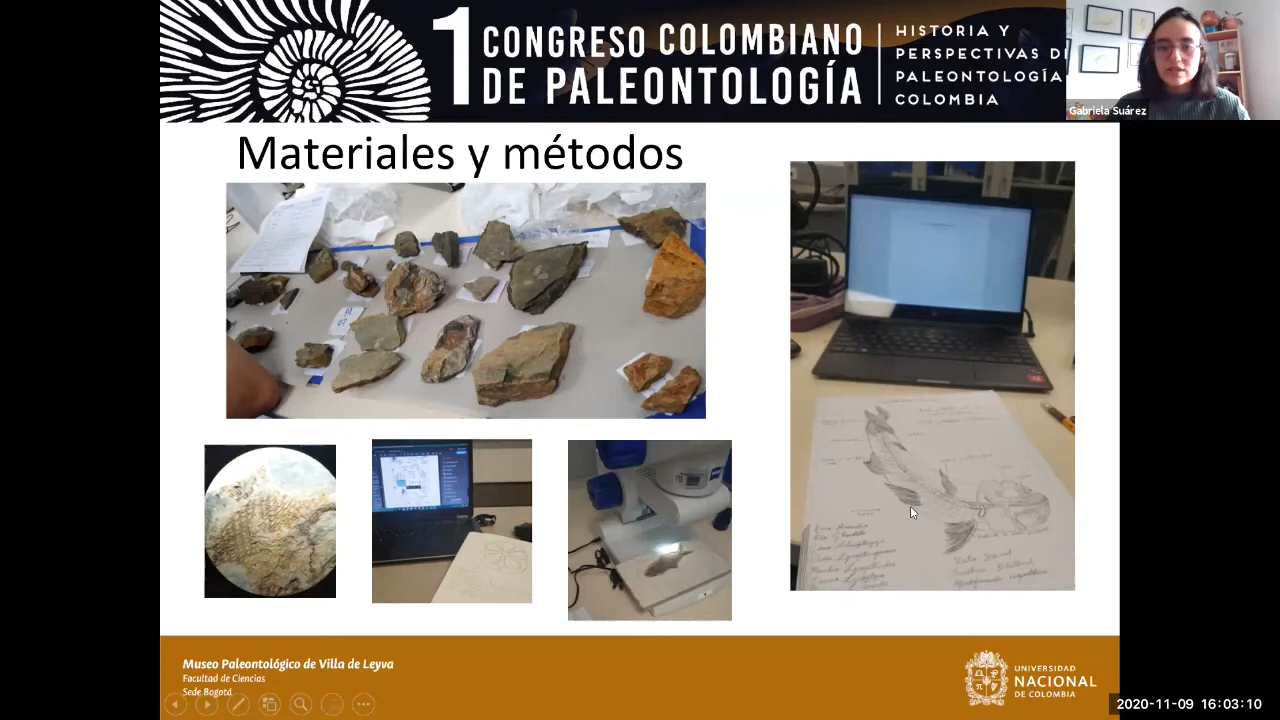 1 CONGRESO COLOMBIANO
DE PALEONTOLOGÍA
HISTORIA Y
PERSPECTIVAS DE
PALEONTOLOGÍA
COLOMBIA
Gabriela Suárez
Materiales y métodos
Museo Paleontológico de Villa de Leyva
Facultad de Ciencias
Sede Bogotá
UNIVERSIDAD
NACIONAL
DE COLOMBIA
2020-11-09 16:03:10